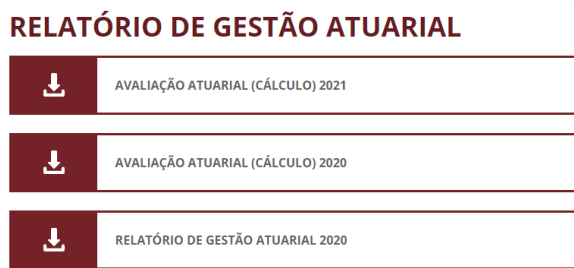 RELATÓRIO DE GESTÃO ATUARIAL
AVALIAÇÃO ATUARIAL (CÁLCULO) 2021
AVALIAÇÃO ATUARIAL (CÁLCULO) 2020
RELATÓRIO DE GESTÃO ATUARIAL 2020